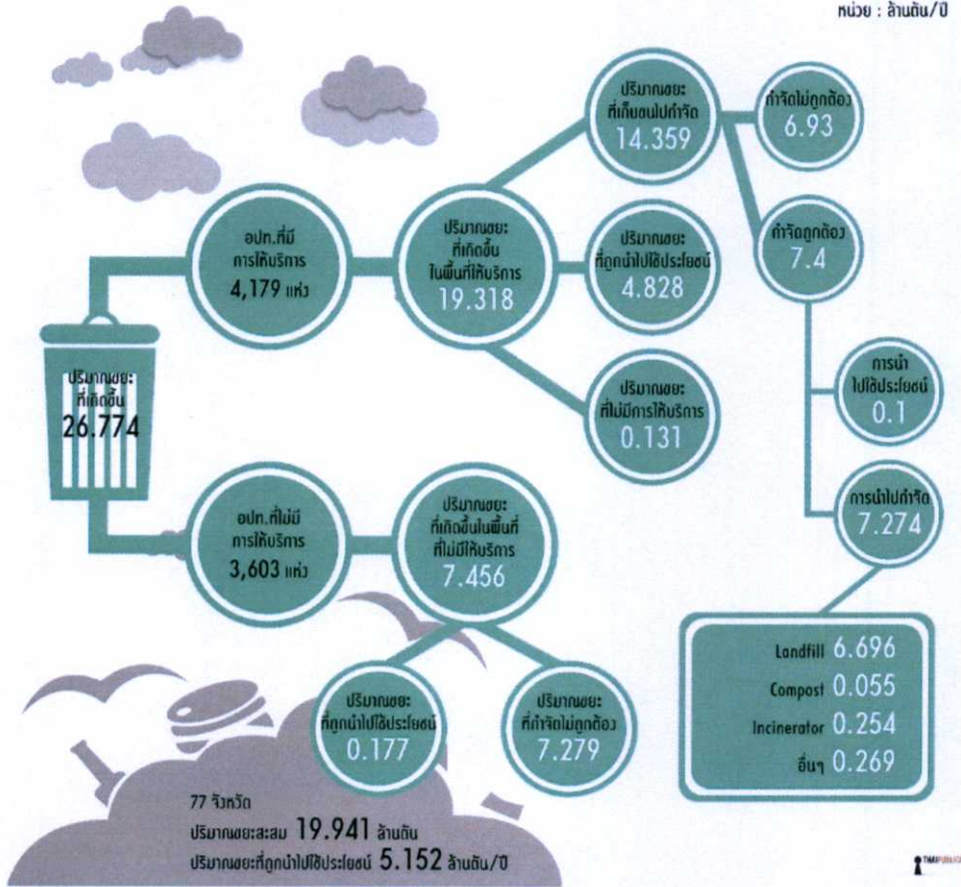 หน่วย : ล้านตัน/ปี
ปริมาณขยะ
ที่เก็บขนไปกำจัด
14.359
กำจัดไม่ถูกต้อง
6.93
อปท.ที่มี
การให้บริการ
4,179 แห่ง
ปริมาณขยะ
ที่เกิดขึ้น
ในพื้นที่ให้บริการ
19.318
ปริมาณขยะ
ที่ถูกนำไปใช้ประโยชน์
4.828
กำจัดถูกต้อง
7.4
ปริมาณขยะ
ที่เกิดขึ้น
26.774
ปริมาณขยะ
ที่ไม่มีการให้บริการ
0.131
การนำ
ไปใช้ประโยชน์
0.1
อปท.ที่ไม่มี
การให้บริการ
3,603 แห่ง
ปริมาณขยะ
ที่เกิดขึ้นในพื้นที่
ที่ไม่มีให้บริการ
7.456
การนำไปกำจัด
7.274
ปริมาณขยะ
ที่ถูกนำไปใช้ประโยชน์
0.177
ปริมาณขยะ
ที่กำจัดไม่ถูกต้อง
7.279
Landfill 6.696
Compost 0.055
Incinerator 0.254
อื่นๆ 0.269
77 จังหวัด
ปริมาณขยะสะสม 19.941 ล้านตัน
ปริมาณขยะที่ถูกนำไปใช้ประโยชน์ 5.152 ล้านตัน/ปี